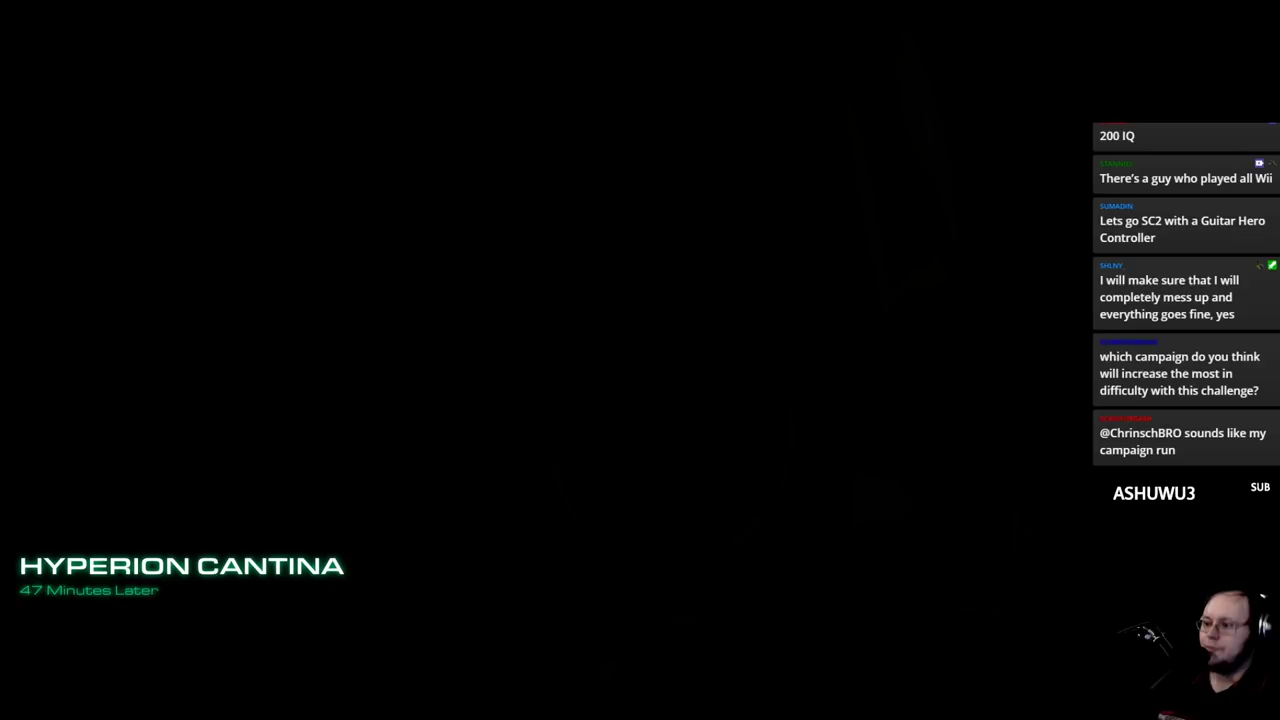 200 IQ
There's a guy who played all Wii
SUMADIN
Lets go SC2 with a Guitar Hero
Controller
SHLNY
I will make sure that I will
completely mess up and
everything goes fine, yes
which campaign do you think
will increase the most in
difficulty with this challenge?
@ChrinschBRO sounds like my
campaign run
ASHUWU3
SUB
HYPERION CANTINA
47 Minutes Later